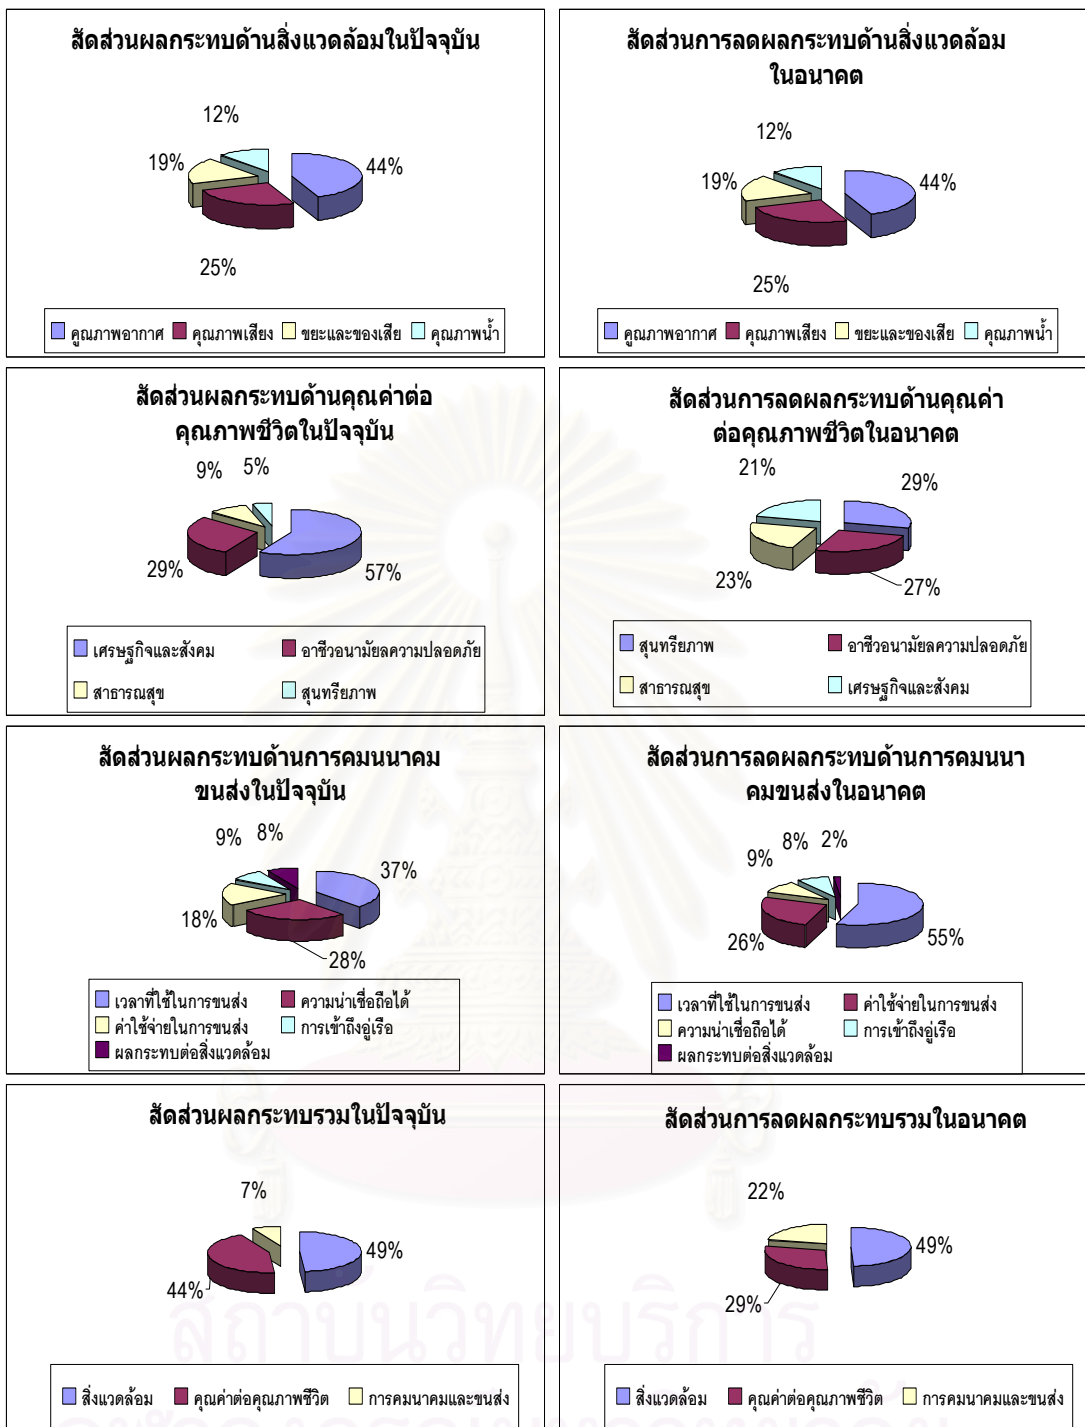 สัดส่วนผลกระทบด้านสิ่งแวดล้อมในปัจจุบัน
12%
19%
44%
25%
คูณภาพอากาศ คุณภาพเสียง ขยะและของเสีย คุณภาพน้ำ
สัดส่วนการลดผลกระทบด้านสิ่งแวดล้อม
ในอนาคต
12%
19%
44%
25%
คูณภาพอากาศ คุณภาพเสียง ขยะและของเสีย คุณภาพน้ำ
สัดส่วนผลกระทบด้านคุณค่าต่อ
คุณภาพชีวิตในปัจจุบัน
9% 5%
29% 57%
เศรษฐกิจและสังคม อาชีวอนามัยลความปลอดภัย
สาธารณสุข สุนทรียภาพ
สัดส่วนการลดผลกระทบด้านคุณค่า
ต่อคุณภาพชีวิตในอนาคต
21% 29%
23% 27%
สุนทรียภาพ อาชีวอนามัยลความปลอดภัย
สาธารณสุข เศรษฐกิจและสังคม
สัดส่วนผลกระทบด้านการคมนนาคม
ขนส่งในปัจจุบัน
9% 8%
37%
18%
28%
เวลาที่ใช้ในการขนส่ง ความน่าเชื่อถือได้
ค่าใช้จ่ายในการขนส่ง การเข้าถึงอู่เรือ
ผลกระทบต่อสิ่งแวดล้อม
สัดส่วนการลดผลกระทบด้านการคมนนา
คมขนส่งในอนาคต
8% 2%
9%
26% 55%
เวลาที่ใช้ในการขนส่ง ค่าใช้จ่ายในการขนส่ง
ความน่าเชื่อถือได้ การเข้าถึงอู่เรือ
ผลกระทบต่อสิ่งแวดล้อม
สัดส่วนผลกระทบรวมในปัจจุบัน
7%
49%
44%
สิ่งแวดล้อม คุณค่าต่อคุณภาพชีวิต การคมนาคมและขนส่ง
สัดส่วนการลดผลกระทบรวมในอนาคต
22%
49%
29%
สิ่งแวดล้อม คุณค่าต่อคุณภาพชีวิต การคมนาคมและขนส่ง
สถาบันวิทยบริการ